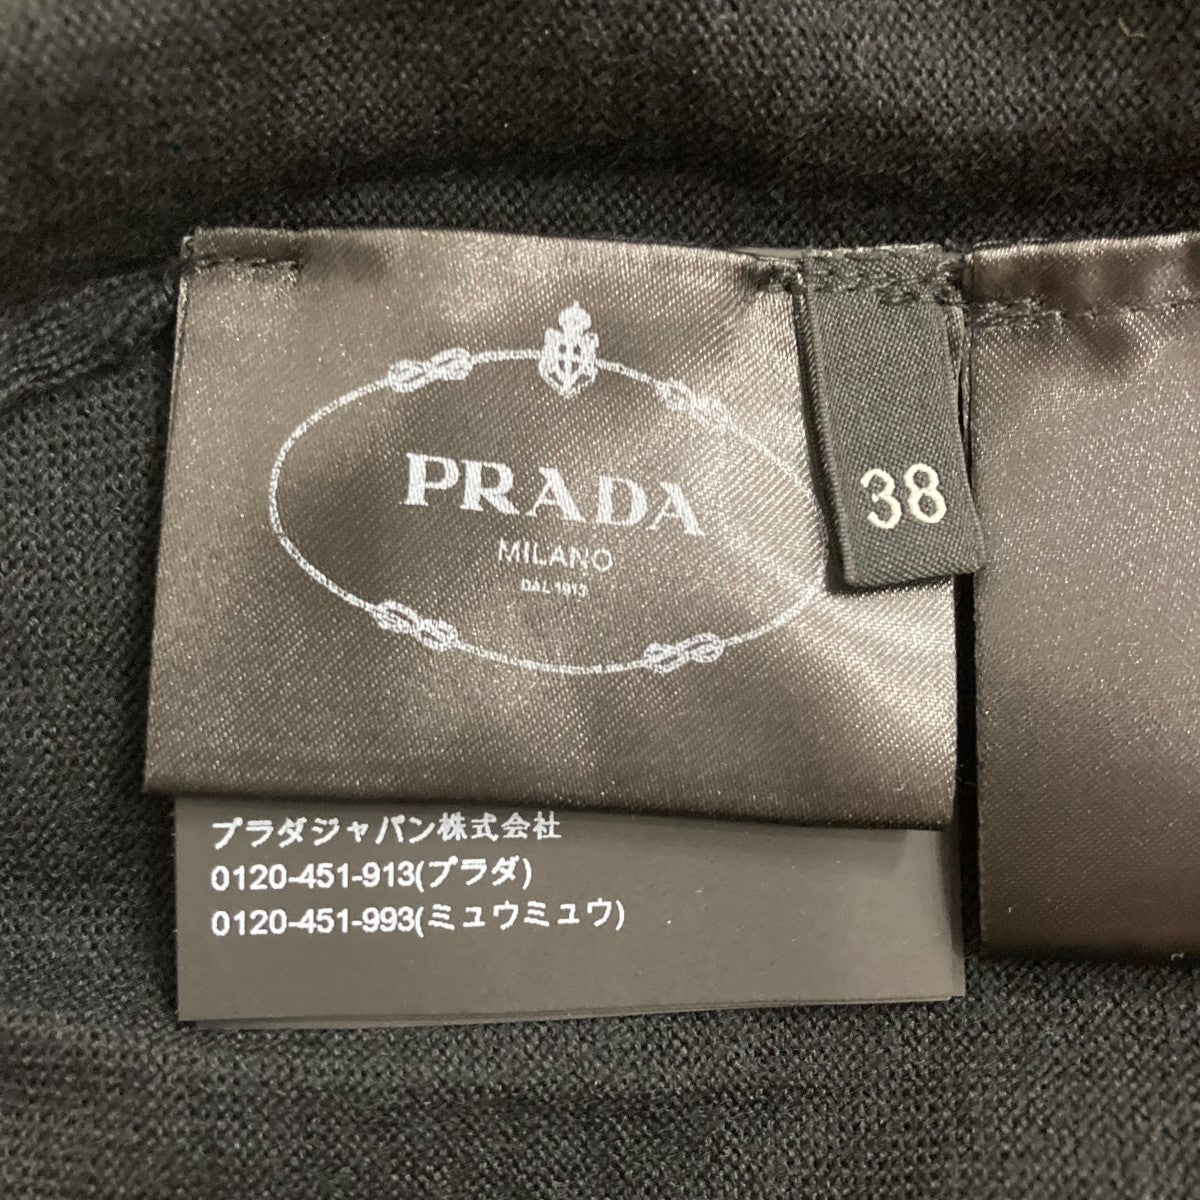 PRADA
MILANO
DAL 1913
38
プラダジャパン株式会社
0120-451-913(プラダ)
0120-451-993(ミュウミュウ)